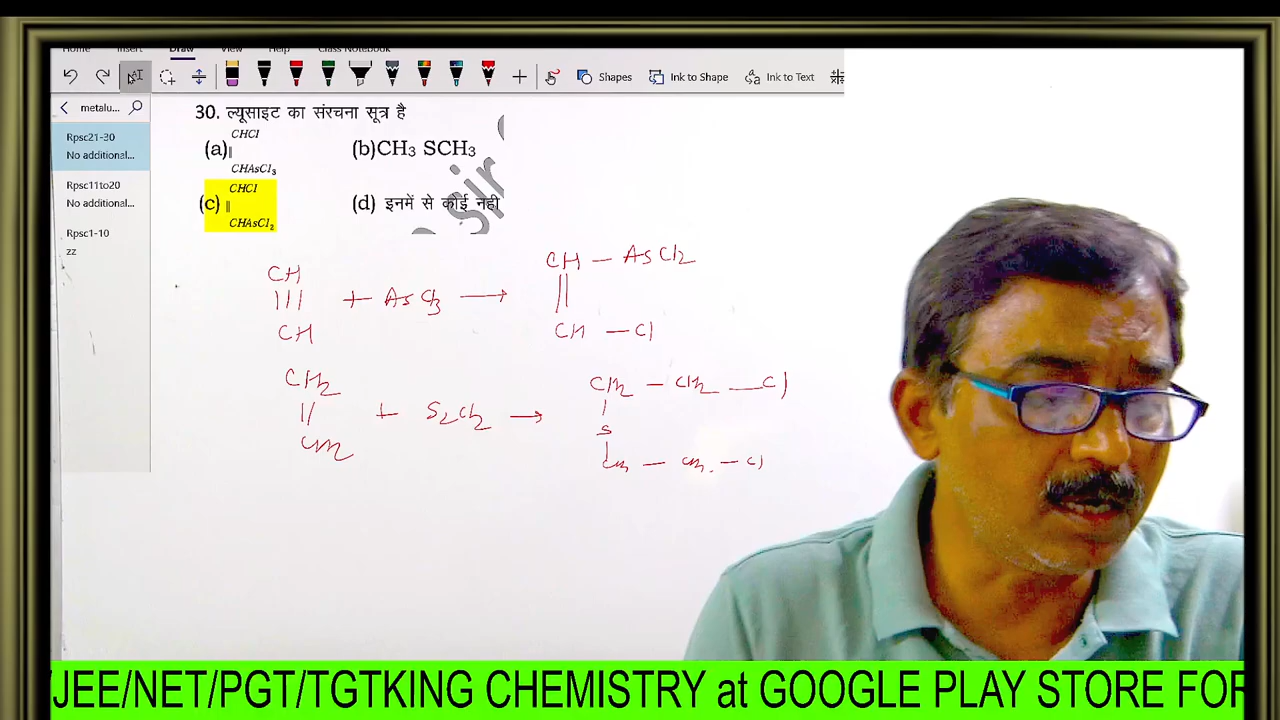 Home Insert Draw View Help Class Notebook
Shapes Ink to Shape Ink to Text
metalu...
Rpsc21-30
No additional...
Rpsc11to20
No additional...
Rpsc1-10
zz
30. ल्यूसाइट का संरचना सूत्र है
(a) CHCl
||
CHAsCl₃
(b)CH₃ SCH₃
(c) CHCl
||
CHAsCl₂
(d) इनमें से कोई नही
sir
CH
|||
CH
+ AsCl₃ →
CH — AsCl₂
||
CH — Cl
CH₂
||
CH₂
+ S₂Cl₂ →
CH₂ — CH₂ — Cl
|
S
|
CH₂ — CH₂ — Cl
/JEE/NET/PGT/TGTKING CHEMISTRY at GOOGLE PLAY STORE FOR